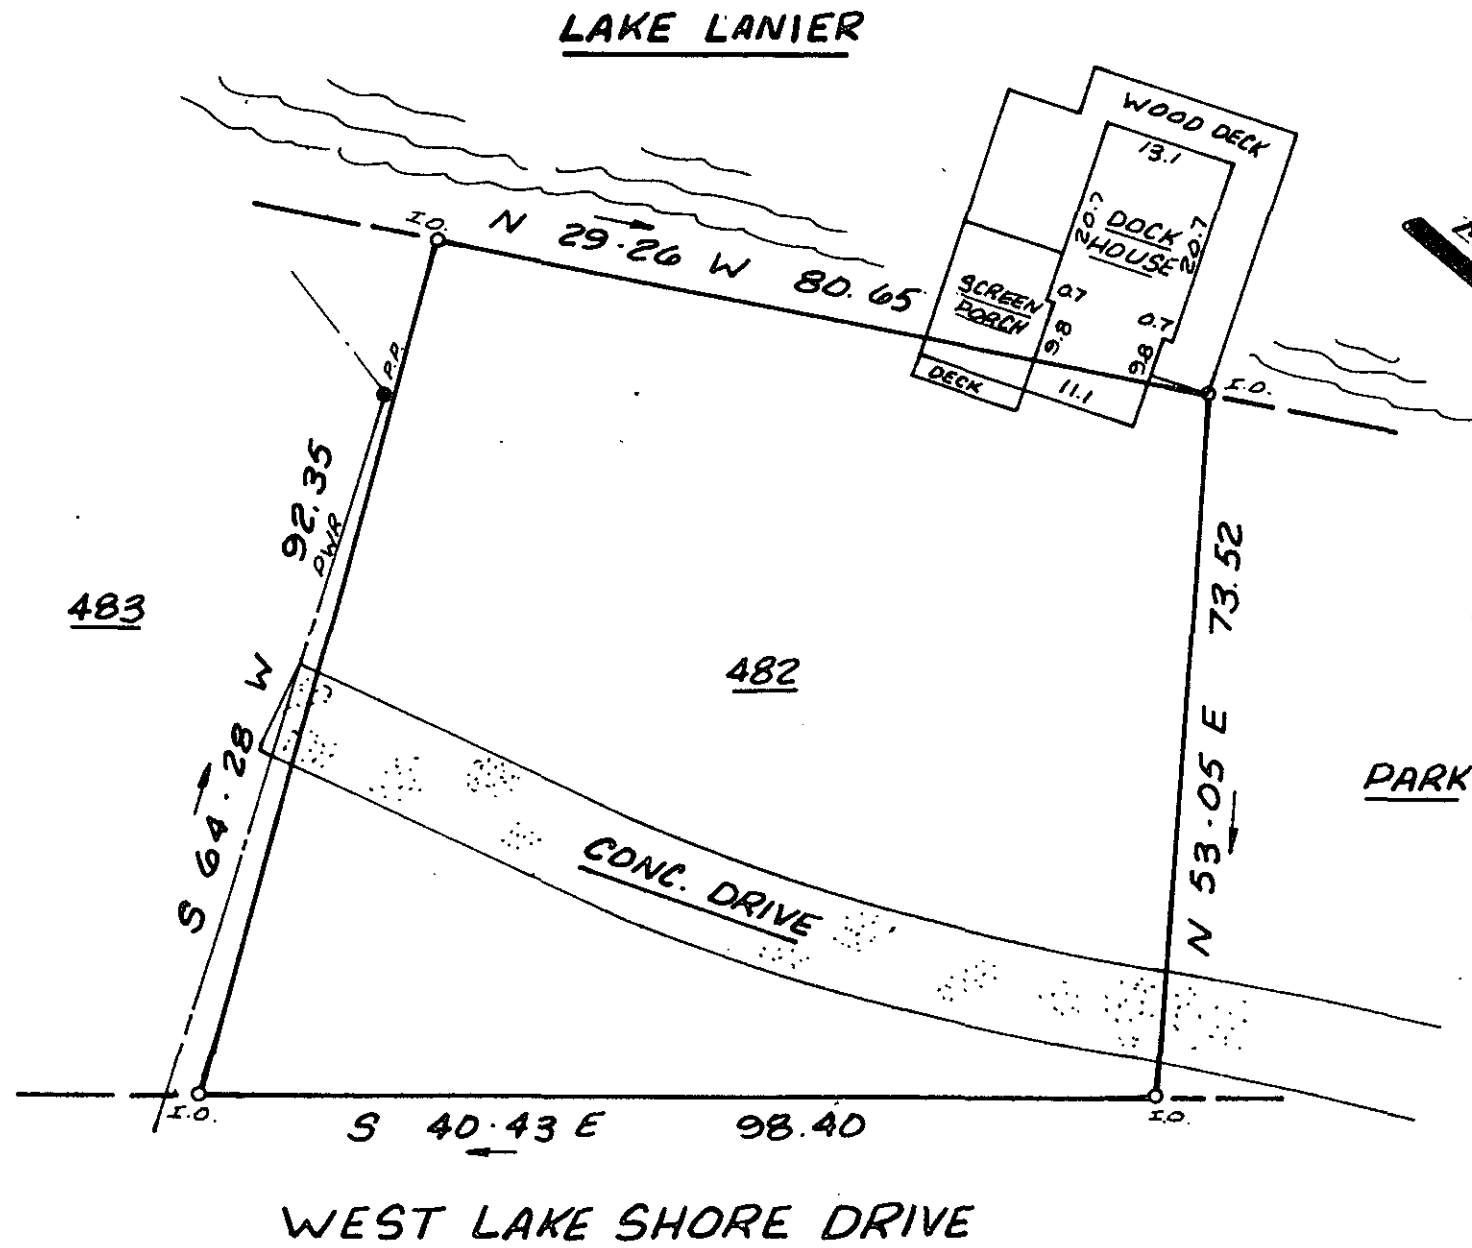 LAKE LANIER
WOOD DECK
13.1
I.O.
N 29·26 W 80.65
20.7
DOCK
HOUSE
20.7
SCREEN
PORCH
0.7
0.7
9.8
9.8
DECK
11.1
I.O.
P.P.
92.35
PWR
S 64·28 W
483
482
73.52
N 53·05 E
PARK
CONC. DRIVE
I.O.
I.O.
S 40·43 E 98.40
WEST LAKE SHORE DRIVE